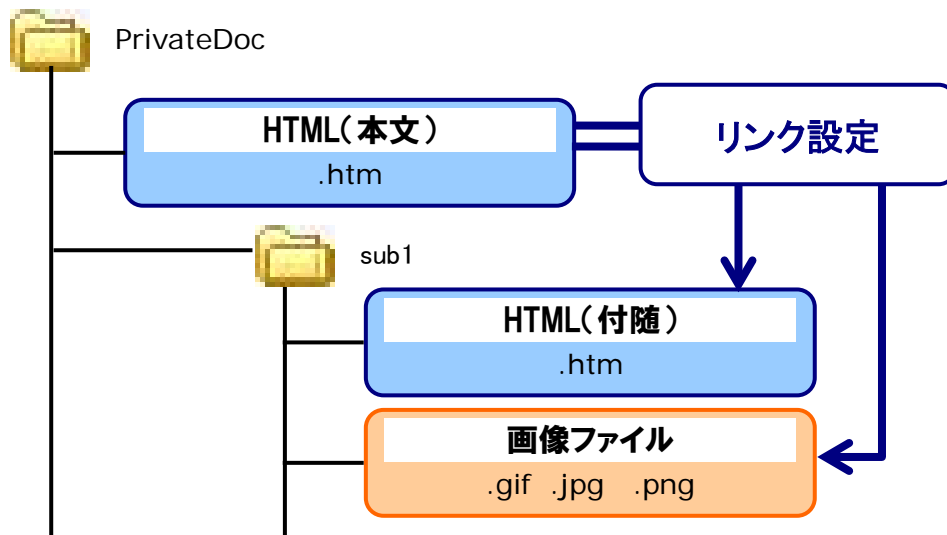 PrivateDoc
HTML(本文)
.htm
リンク設定
sub1
HTML(付随)
.htm
画像ファイル
.gif .jpg .png